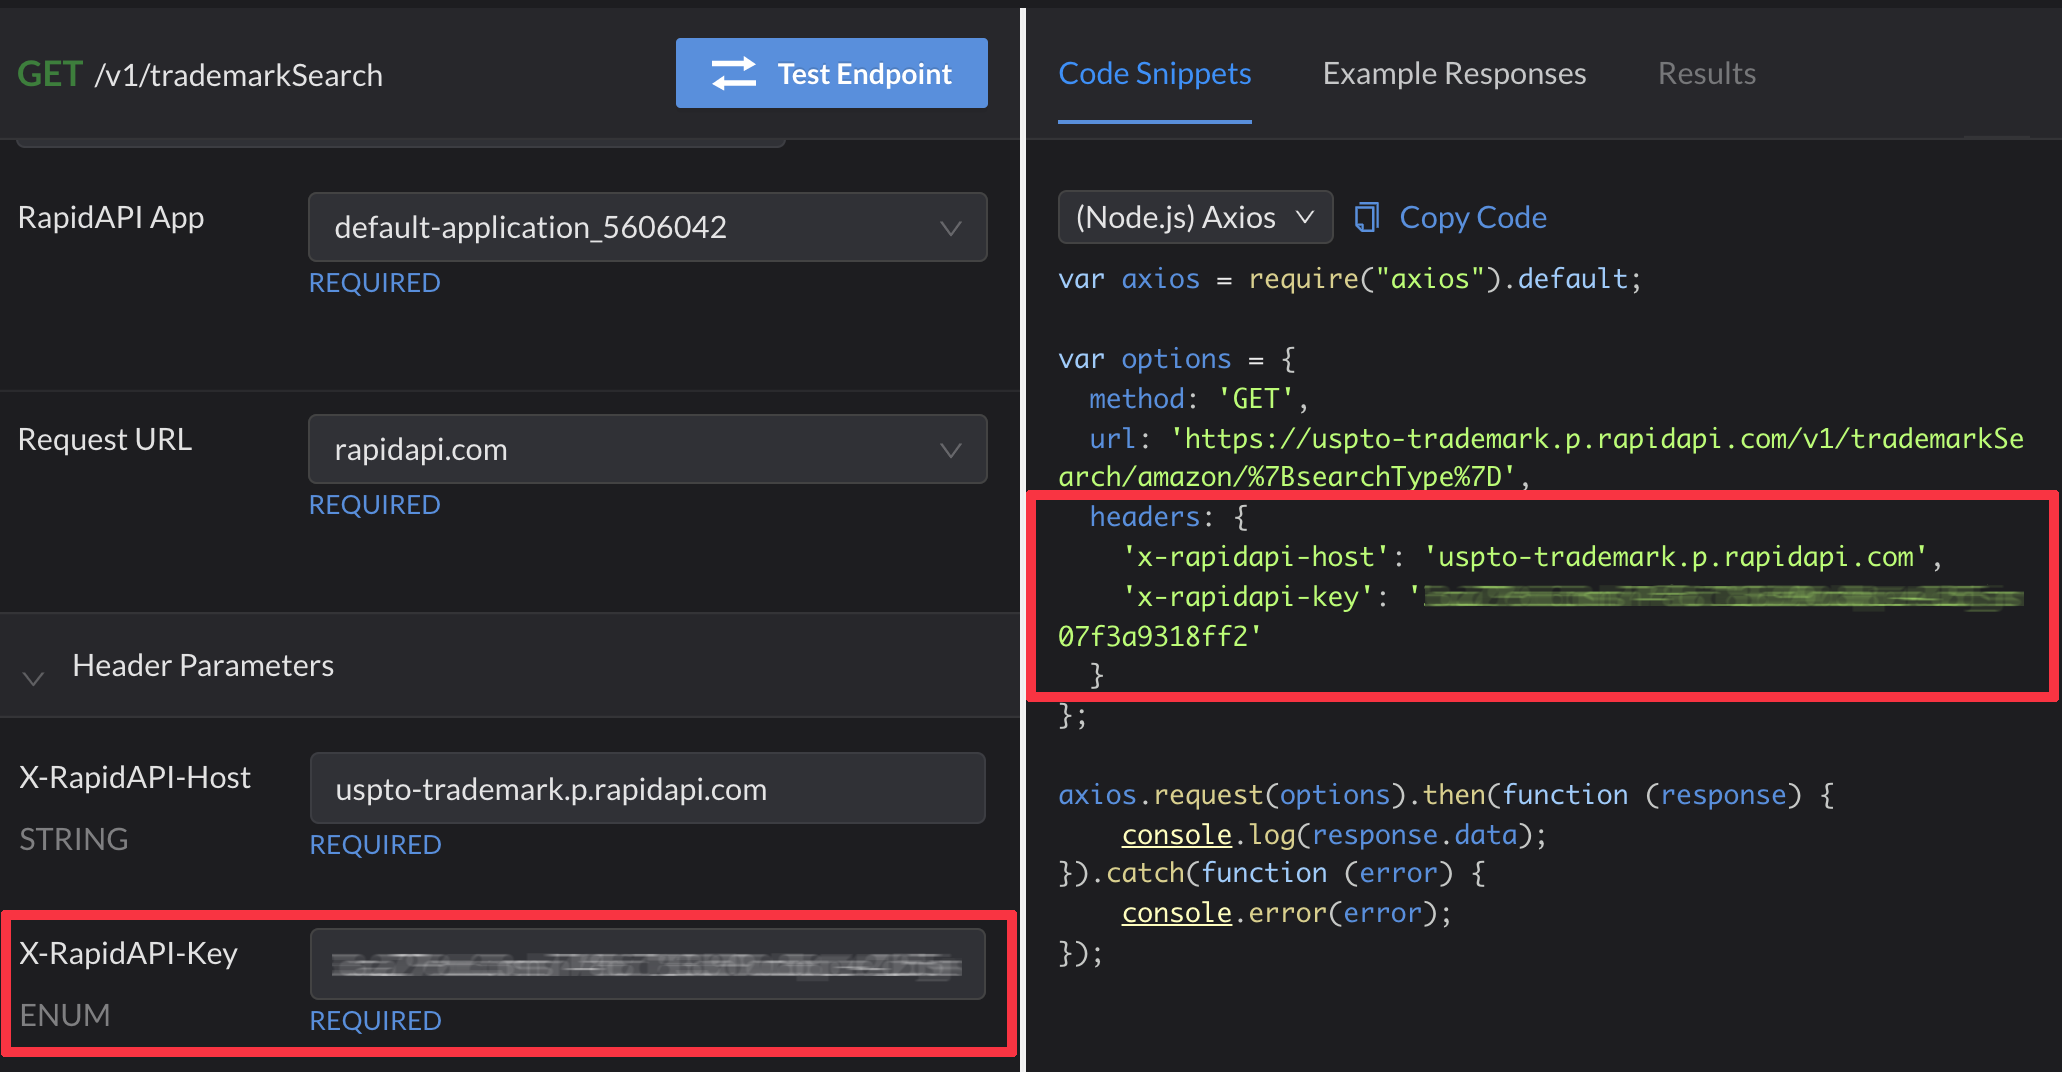 GET /v1/trademarkSearch
Test Endpoint
RapidAPI App
default-application_5606042
REQUIRED
Request URL
rapidapi.com
REQUIRED
Header Parameters
X-RapidAPI-Host
uspto-trademark.p.rapidapi.com
STRING
REQUIRED
X-RapidAPI-Key
ENUM
REQUIRED
Code Snippets
Example Responses
Results
(Node.js) Axios
Copy Code
var axios = require("axios").default;
var options = {
method: 'GET',
url: 'https://uspto-trademark.p.rapidapi.com/v1/trademarkSe
arch/amazon/%7BsearchType%7D',
headers: {
'x-rapidapi-host': 'uspto-trademark.p.rapidapi.com',
'x-rapidapi-key': '
07f3a9318ff2'
}
};
axios.request(options).then(function (response) {
console.log(response.data);
}).catch(function (error) {
console.error(error);
});